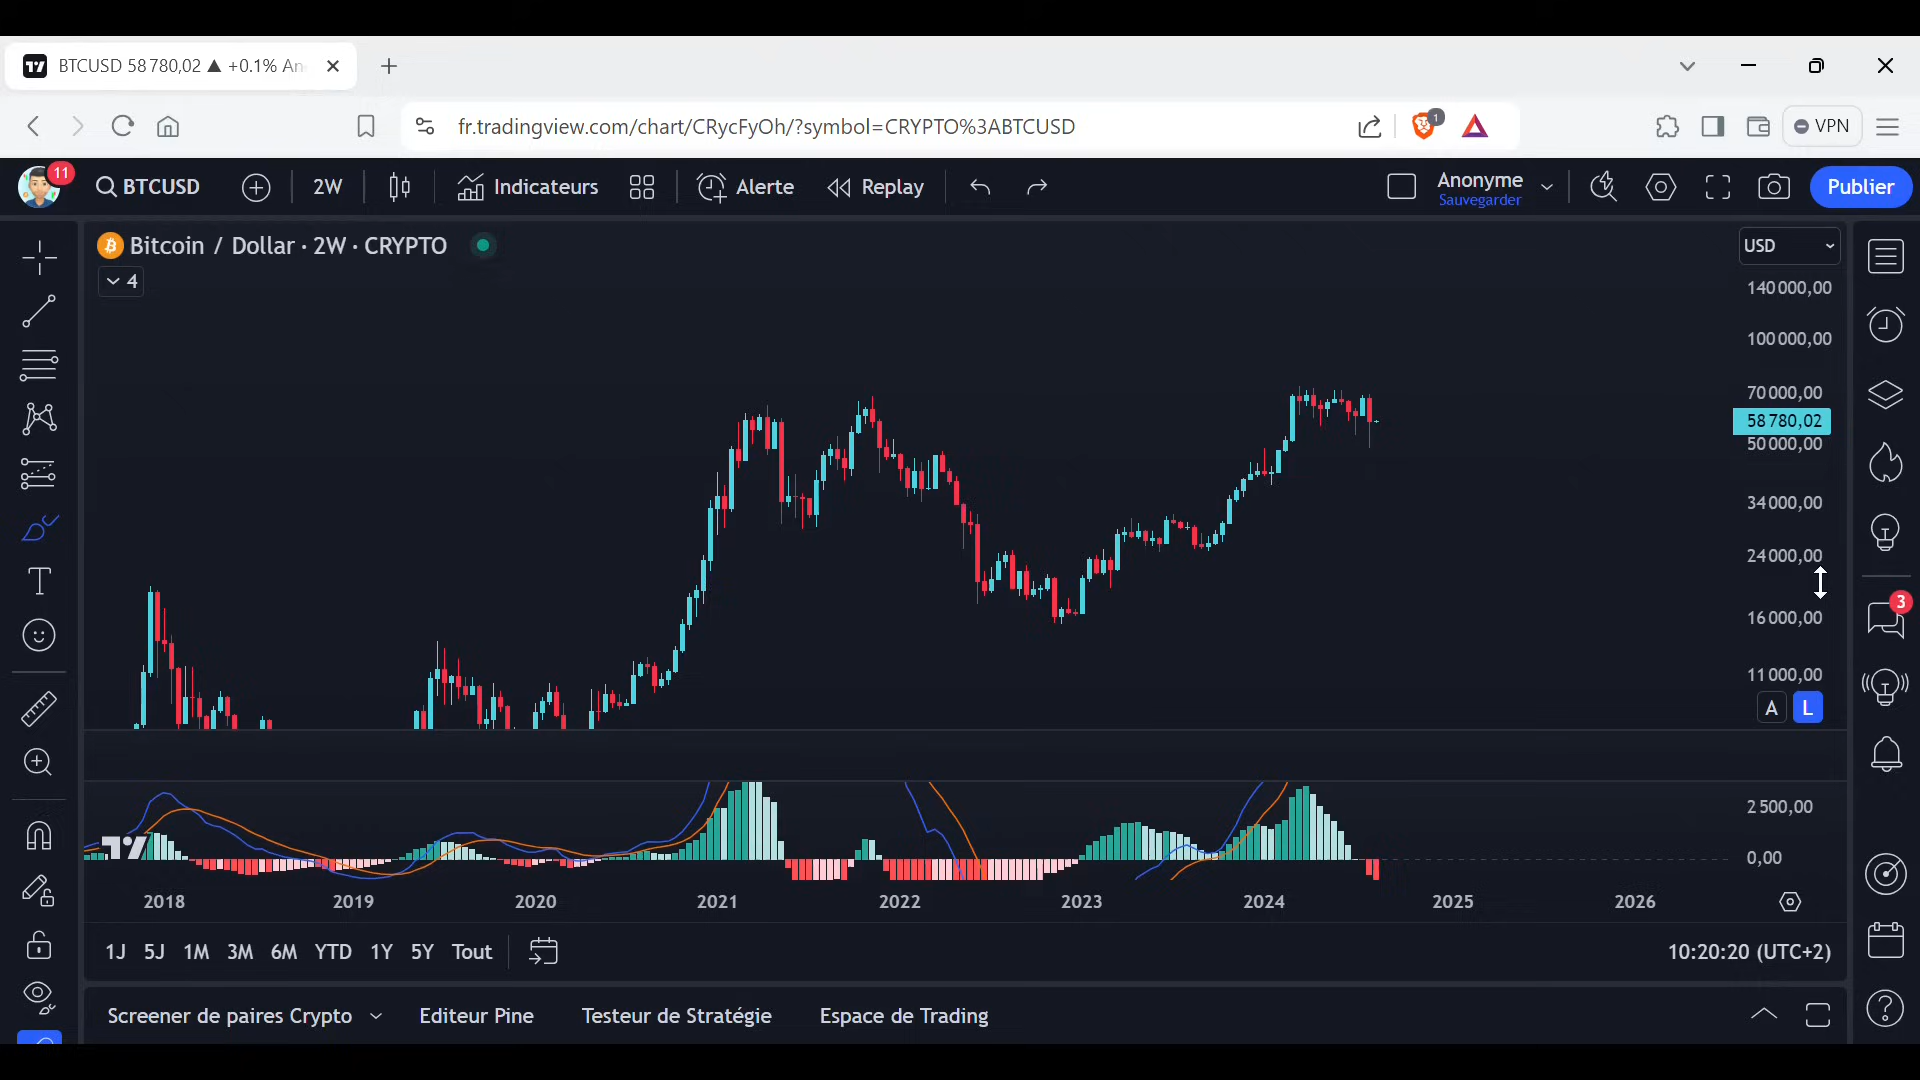 BTCUSD 58 780,02 ▲ +0.1% An
fr.tradingview.com/chart/CRycFyOh/?symbol=CRYPTO%3ABTCUSD
1
VPN
11
BTCUSD
2W
Indicateurs
Alerte
Replay
Anonyme
Sauvegarder
Publier
Bitcoin / Dollar · 2W · CRYPTO
USD
4
140 000,00
100 000,00
70 000,00
58 780,02
50 000,00
34 000,00
24 000,00
16 000,00
3
11 000,00
A L
2 500,00
0,00
2018 2019 2020 2021 2022 2023 2024 2025 2026
1J 5J 1M 3M 6M YTD 1Y 5Y Tout
10:20:20 (UTC+2)
Screener de paires Crypto
Editeur Pine
Testeur de Stratégie
Espace de Trading